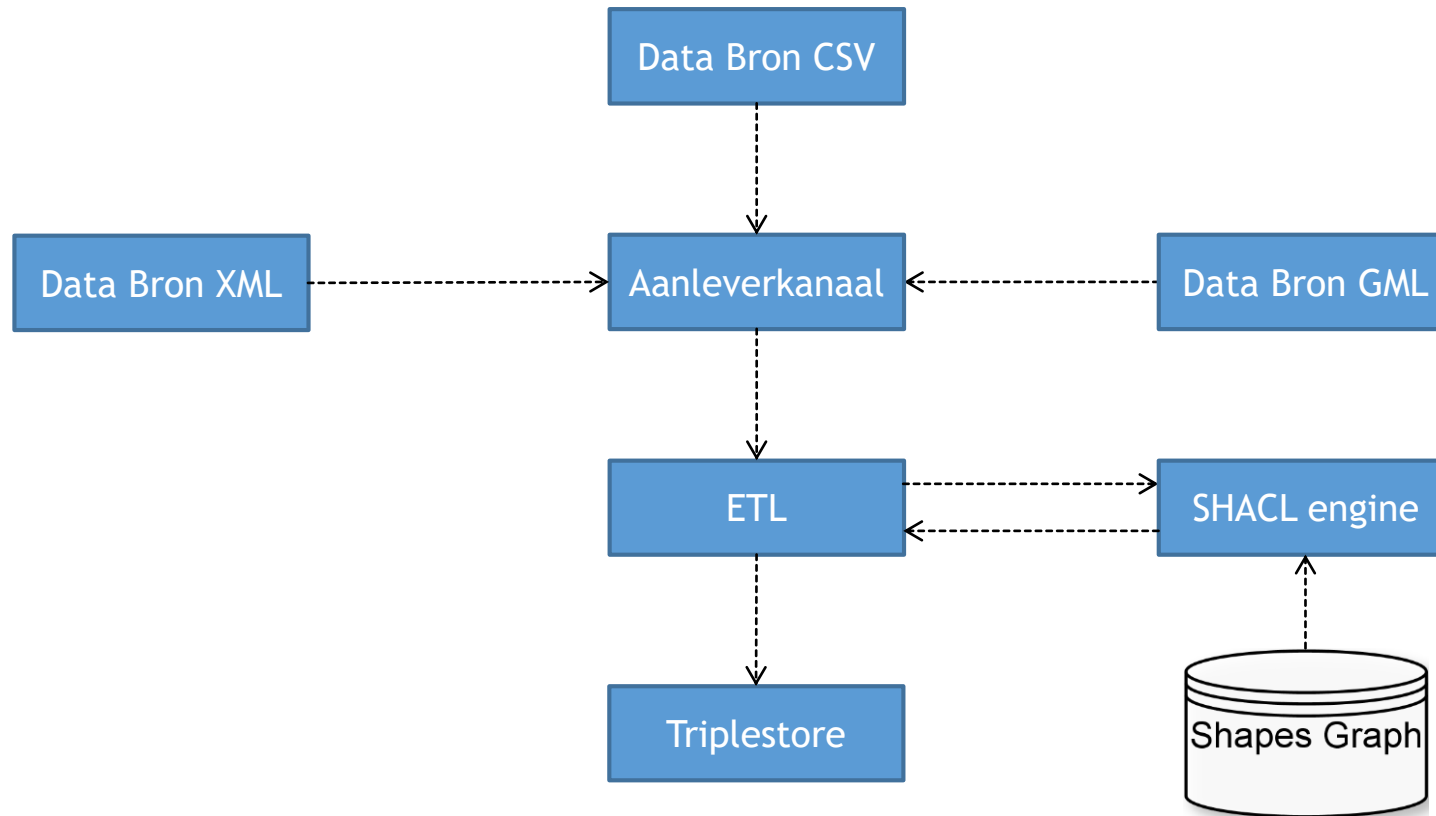 Data Bron CSV
Data Bron XML
Aanleverkanaal
Data Bron GML
ETL
SHACL engine
Triplestore
Shapes Graph